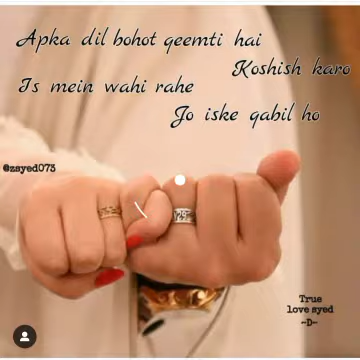 Apka dil bohot qeemti hai
Koshish karo
Is mein wahi rahe
Jo iske qabil ho
@zsyed073
True
love syed
~D~